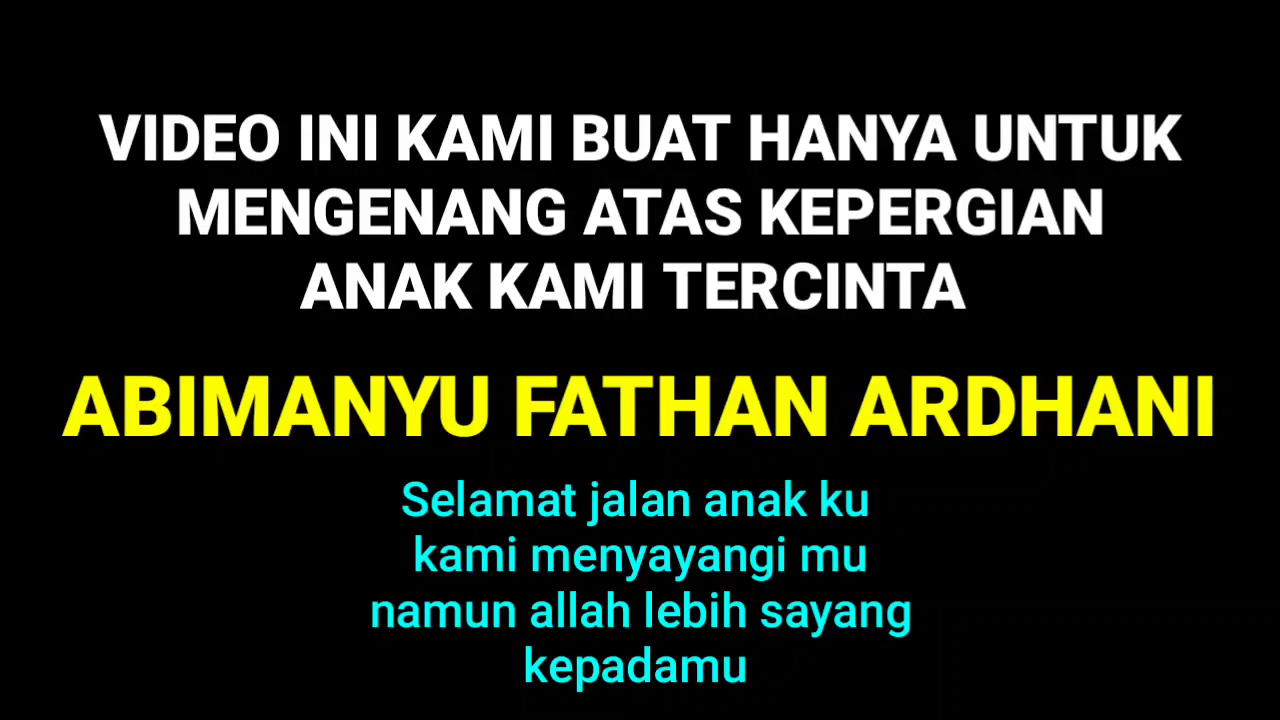 VIDEO INI KAMI BUAT HANYA UNTUK
MENGENANG ATAS KEPERGIAN
ANAK KAMI TERCINTA
ABIMANYU FATHAN ARDHANI
Selamat jalan anak ku
kami menyayangi mu
namun allah lebih sayang
kepadamu